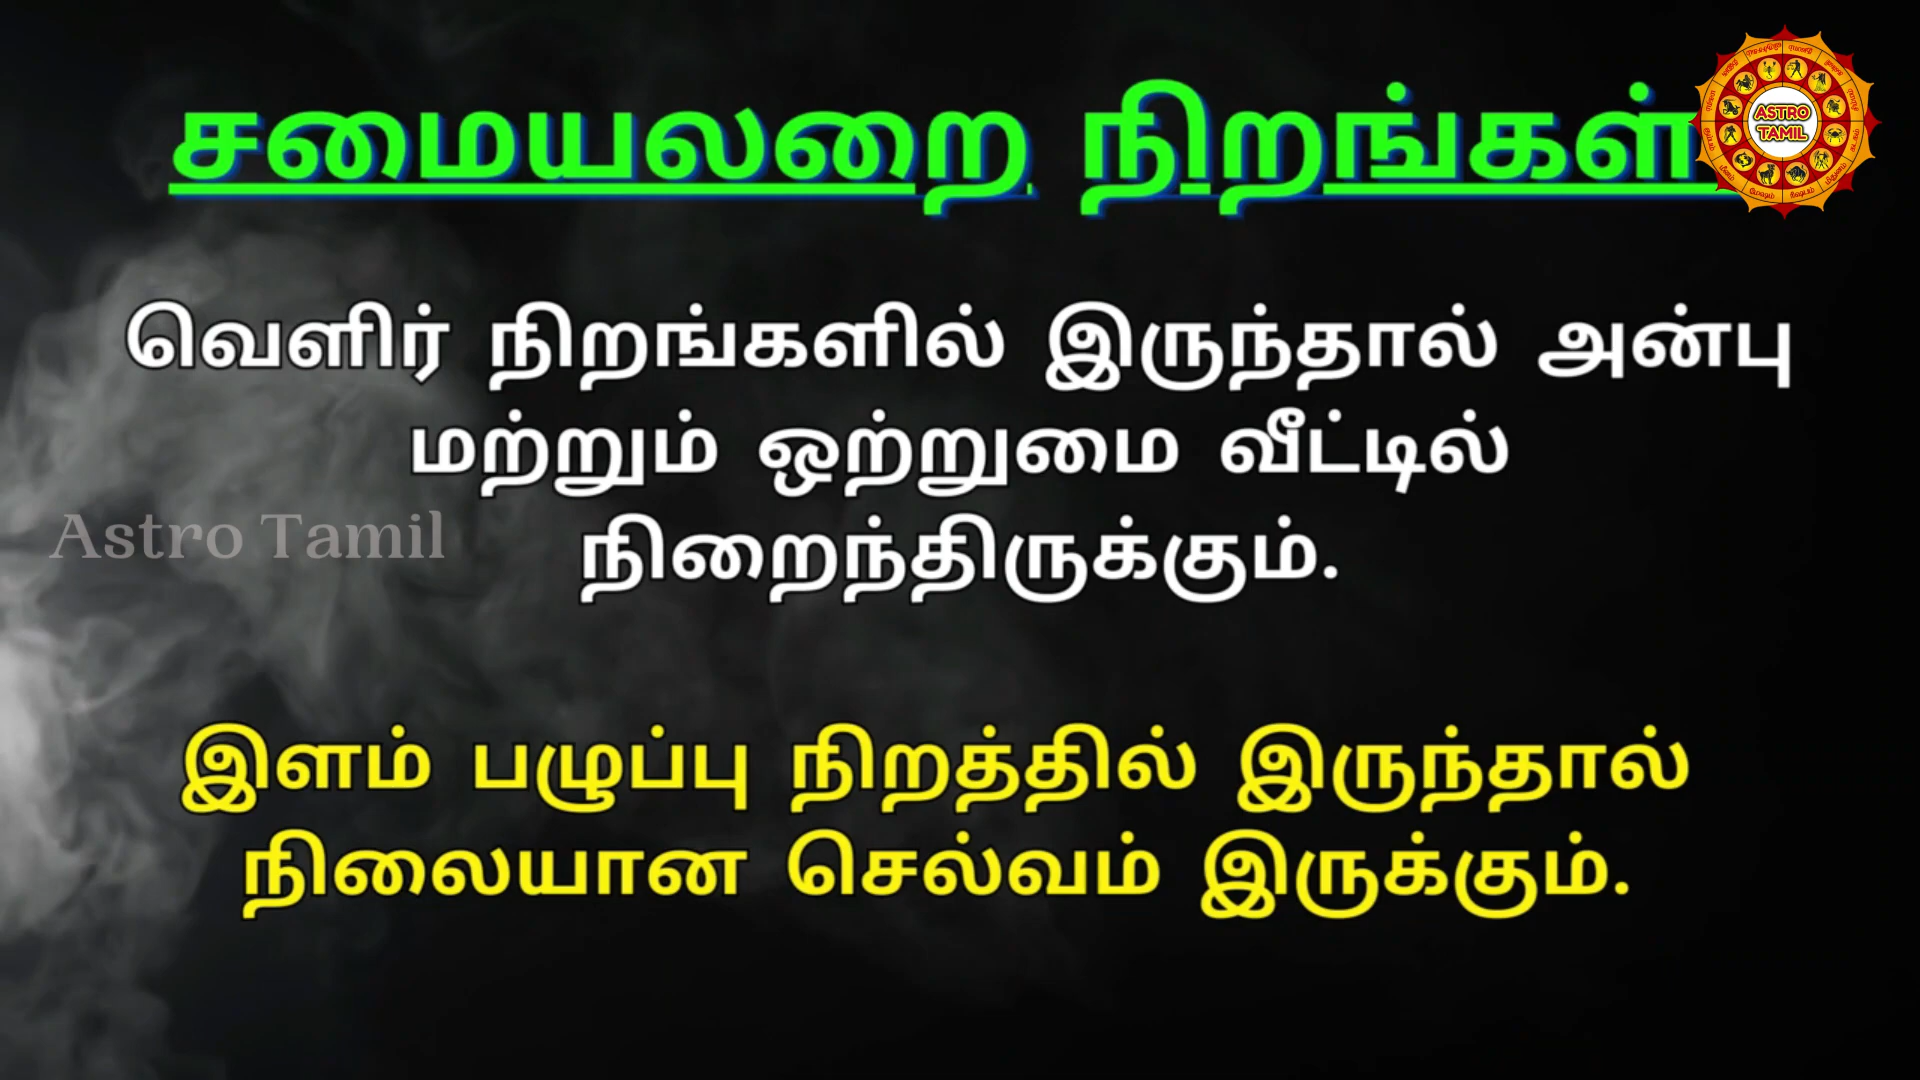 சமையலறை நிறங்கள்
ASTRO
TAMIL
வெளிர் நிறங்களில் இருந்தால் அன்பு
மற்றும் ஒற்றுமை வீட்டில்
நிறைந்திருக்கும்.
Astro Tamil
இளம் பழுப்பு நிறத்தில் இருந்தால்
நிலையான செல்வம் இருக்கும்.